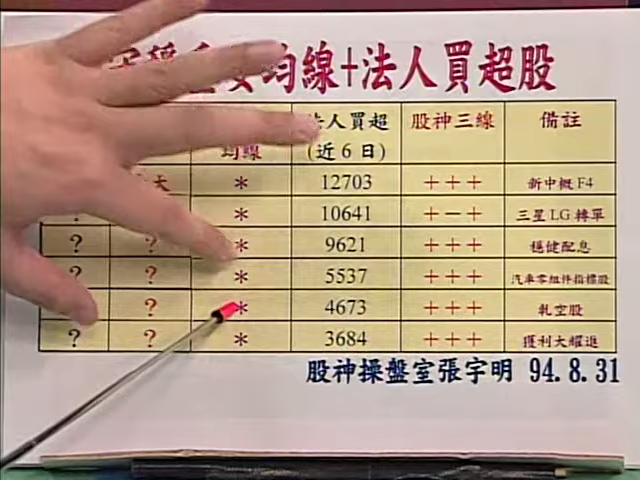 均線+法人買超股
均線 法人買超 (近6日) 股神三線 備註
大 * 12703 +++ 新中概F4
? * 10641 +-+ 三星LG轉單
? ? * 9621 +++ 穩健配息
? ? * 5537 +++ 汽車零組件指標股
? ? * 4673 +++ 軋空股
? ? * 3684 +++ 獲利大躍進
股神操盤室張宇明 94.8.31